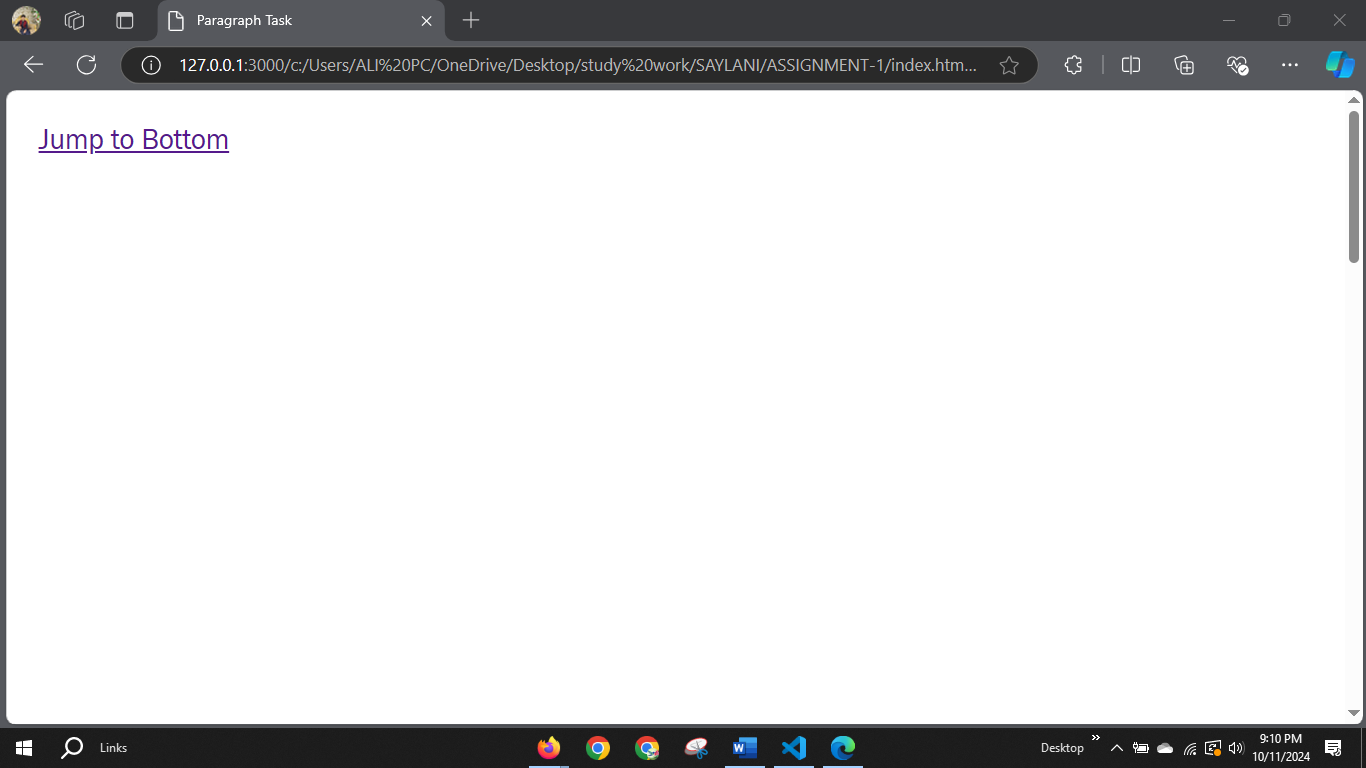 Paragraph Task
127.0.0.1:3000/c:/Users/ALI%20PC/OneDrive/Desktop/study%20work/SAYLANI/ASSIGNMENT-1/index.htm...
Jump to Bottom
Links
Desktop
9:10 PM
10/11/2024